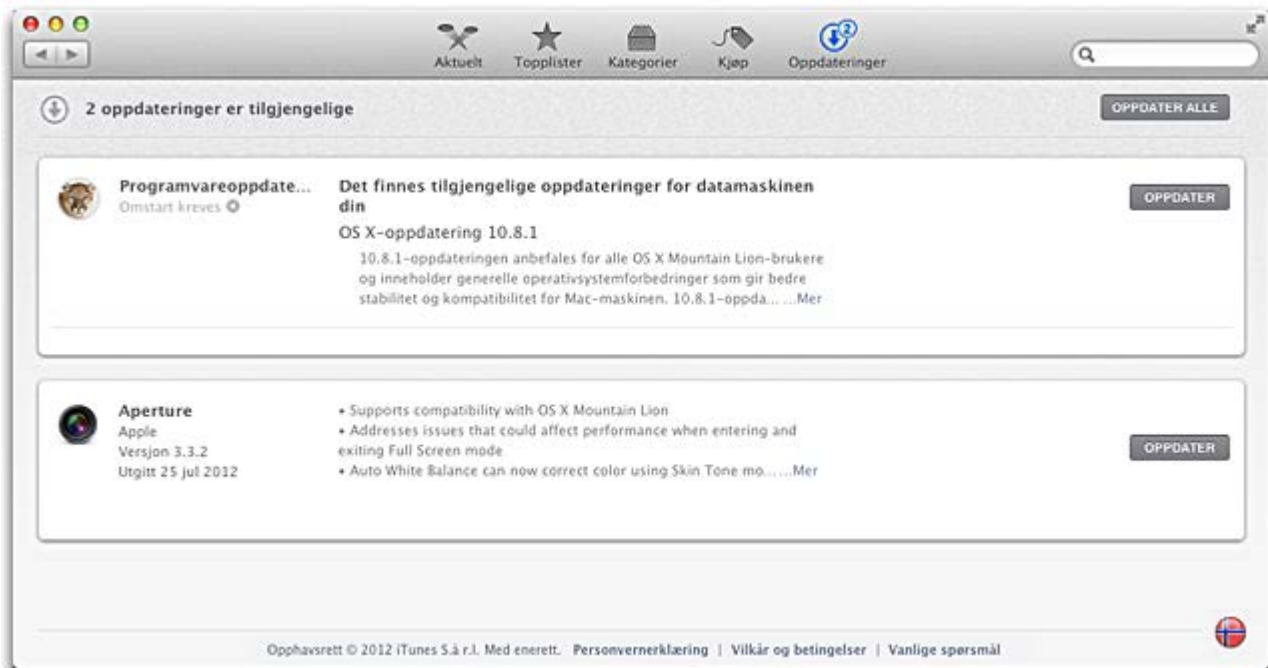 Aktuelt Topplister Kategorier Kjøp Oppdateringer 2
2 oppdateringer er tilgjengelige
OPPDATER ALLE
Programvareoppdate...
Omstart kreves
Det finnes tilgjengelige oppdateringer for datamaskinen
din
OS X-oppdatering 10.8.1
10.8.1-oppdateringen anbefales for alle OS X Mountain Lion-brukere
og inneholder generelle operativsystemforbedringer som gir bedre
stabilitet og kompatibilitet for Mac-maskinen. 10.8.1-oppda... ...Mer
OPPDATER
Aperture
Apple
Versjon 3.3.2
Utgitt 25 jul 2012
• Supports compatibility with OS X Mountain Lion
• Addresses issues that could affect performance when entering and
exiting Full Screen mode
• Auto White Balance can now correct color using Skin Tone mo... ...Mer
OPPDATER
Opphavsrett © 2012 iTunes S.à r.l. Med enerett. Personvernerklæring | Vilkår og betingelser | Vanlige spørsmål